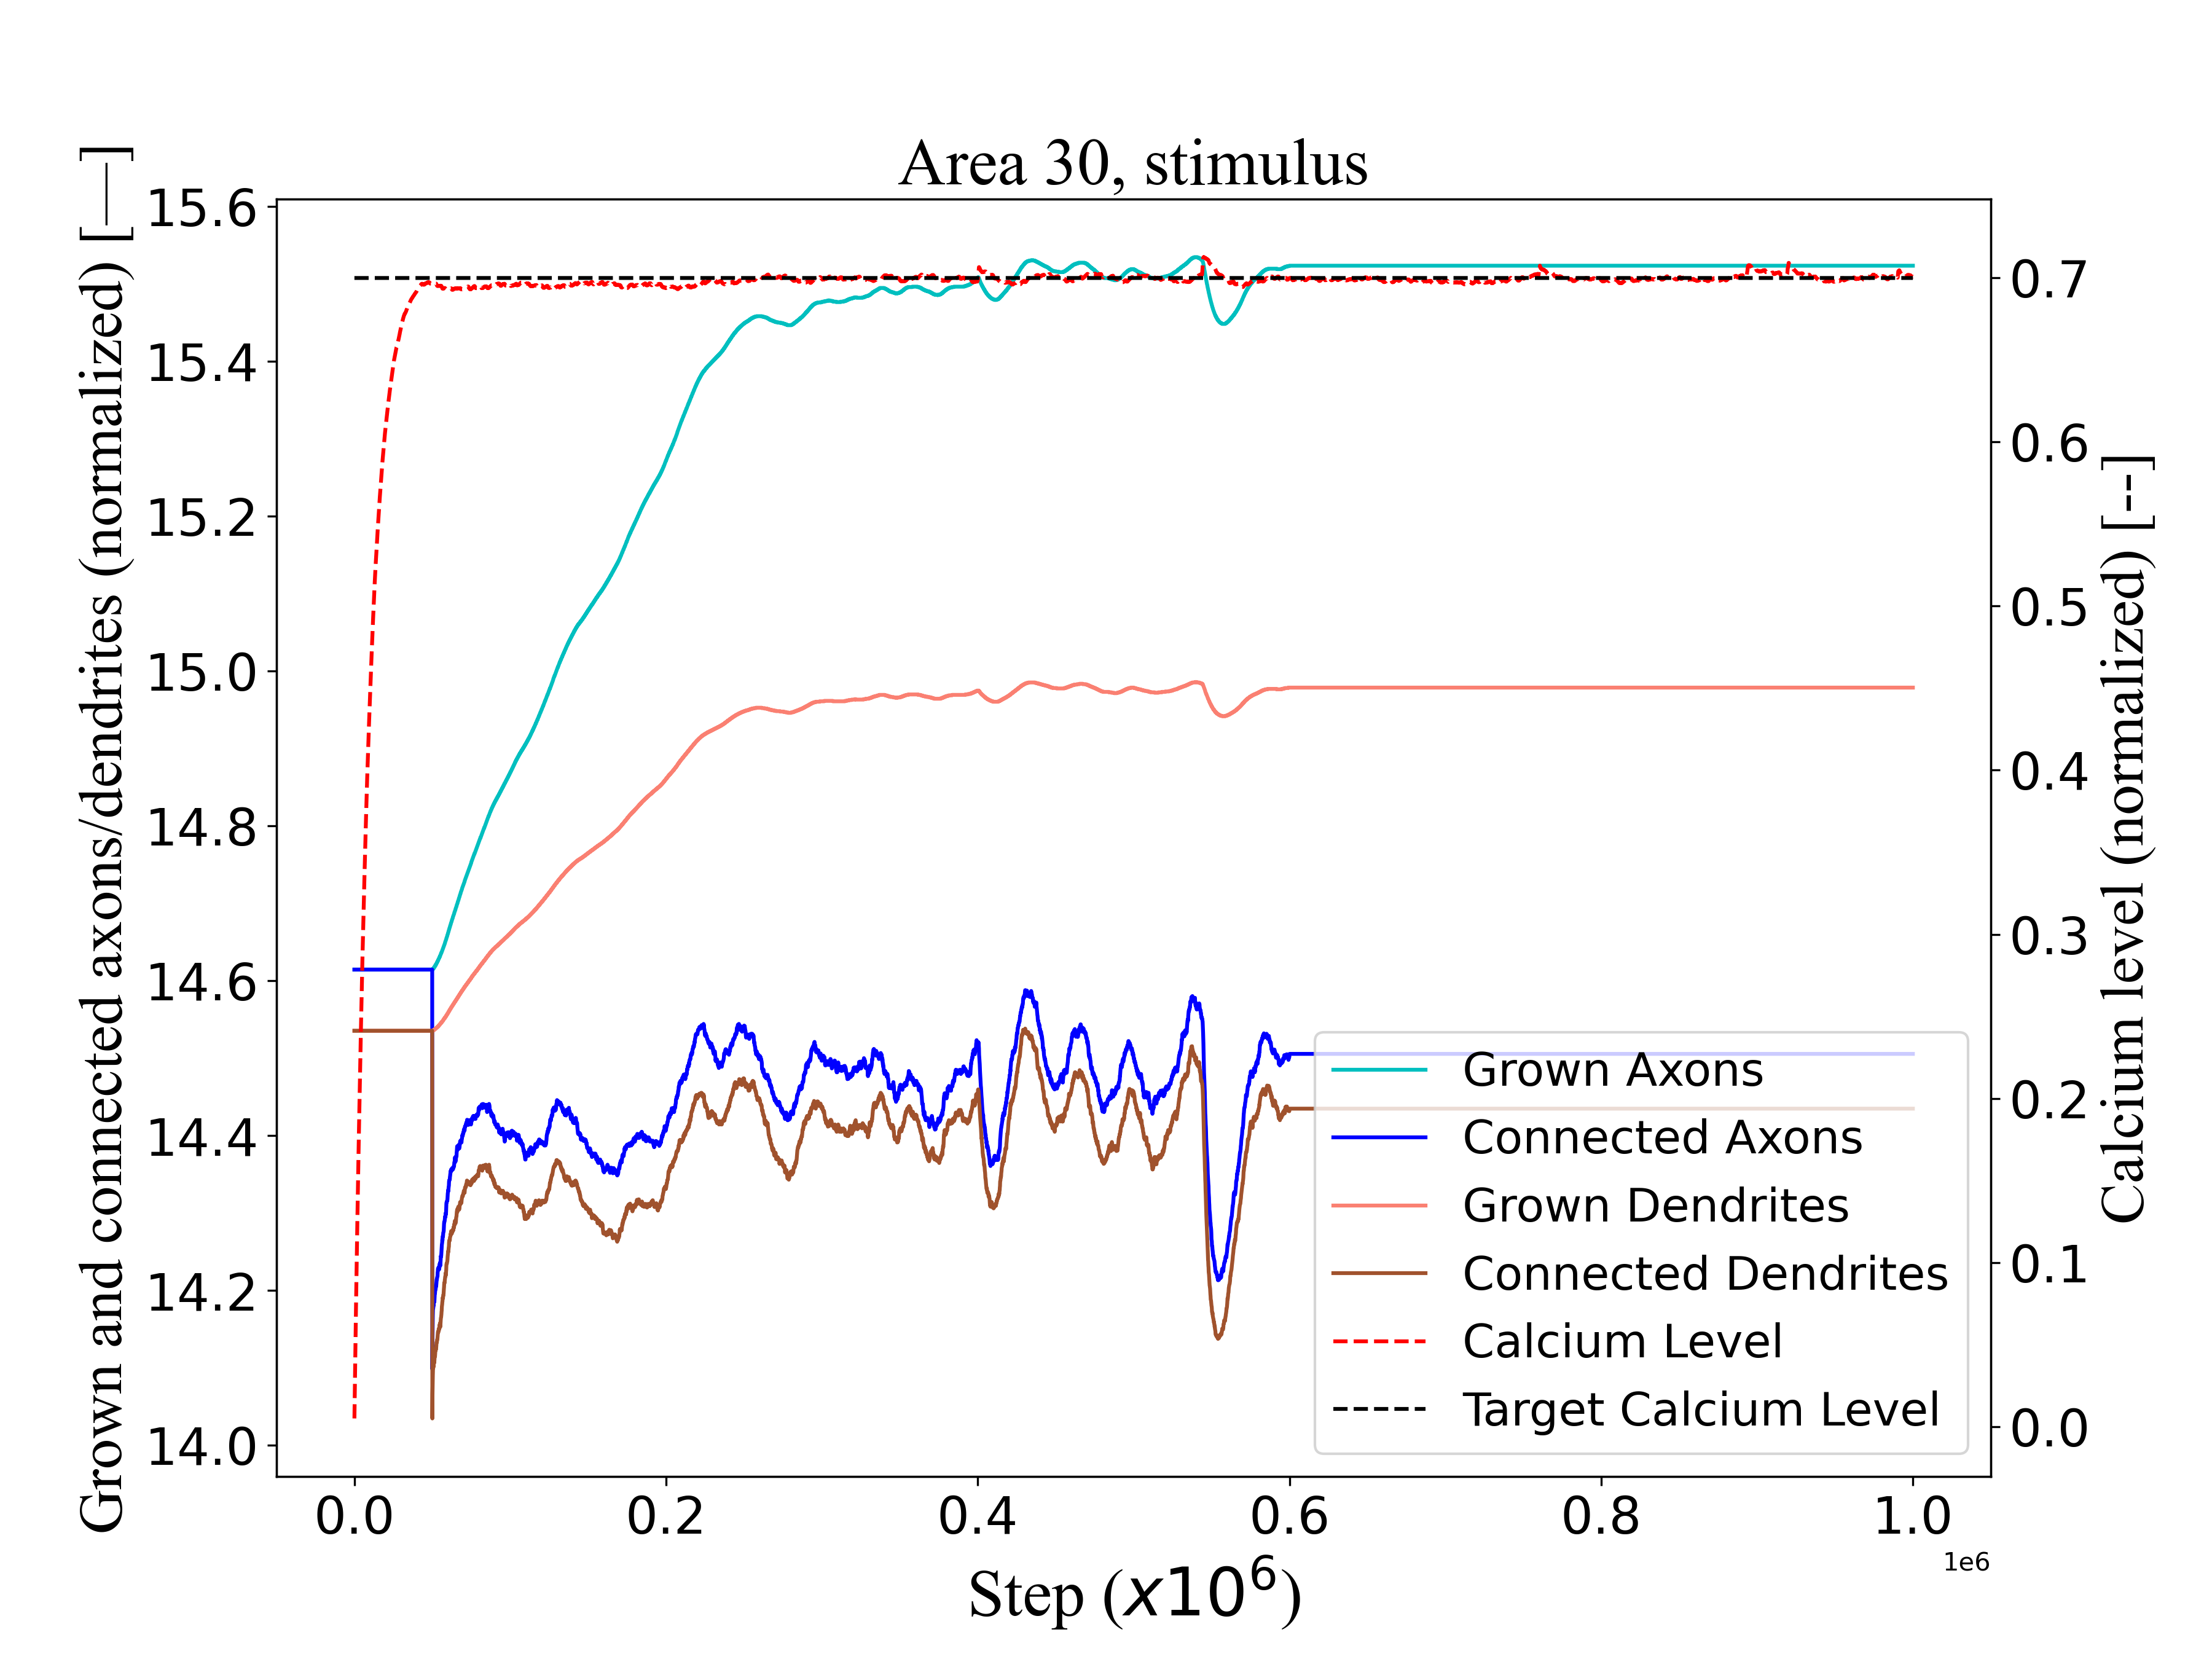 Area 30, stimulus
Grown and connected axons/dendrites (normalized) [—]
15.6
15.4
15.2
15.0
14.8
14.6
14.4
14.2
14.0
0.7
0.6
0.5
0.4
0.3
0.2
0.1
0.0
Calcium level (normalized) [--]
Grown Axons
Connected Axons
Grown Dendrites
Connected Dendrites
Calcium Level
Target Calcium Level
0.0 0.2 0.4 0.6 0.8 1.0
1e6
Step (x10⁶)